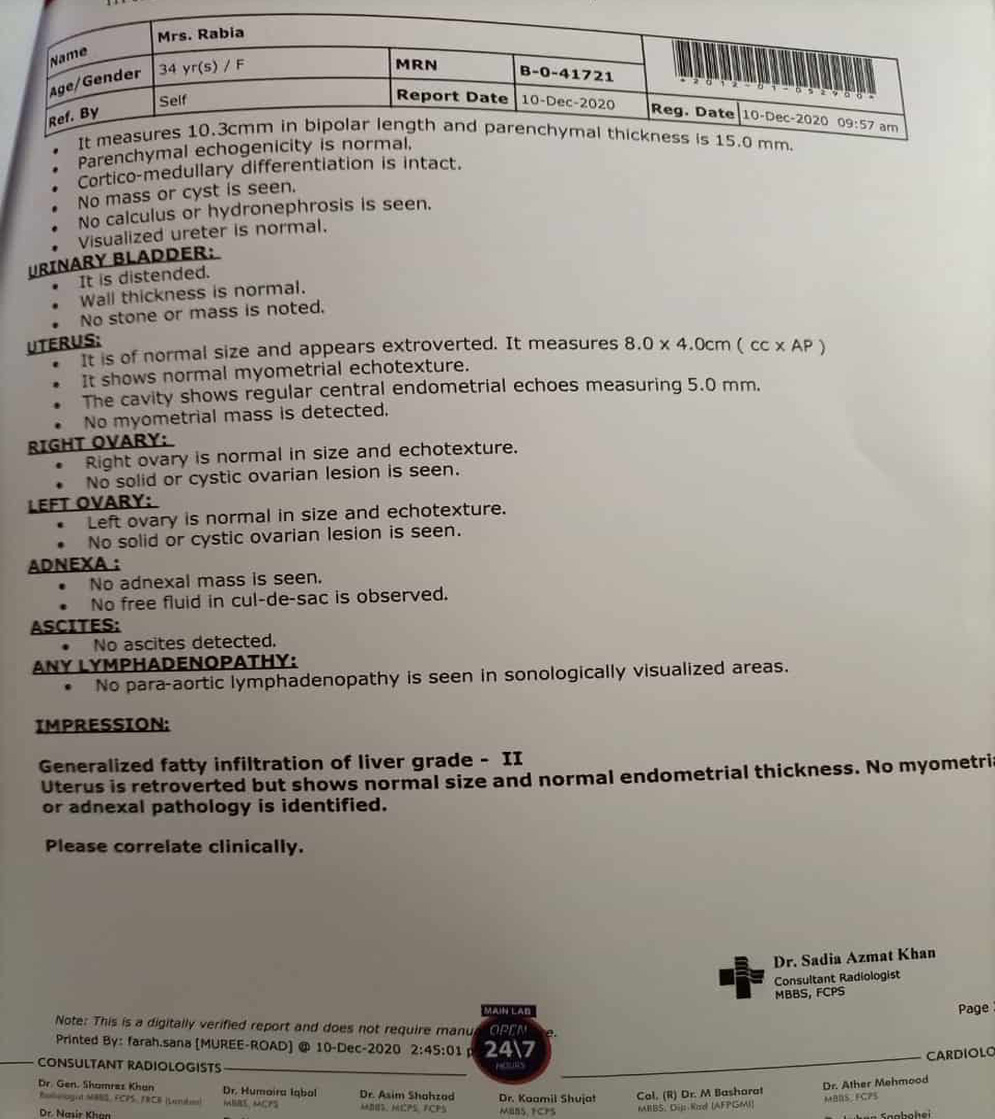 Name Mrs. Rabia
Age/Gender 34 yr(s) / F MRN B-0-41721
Ref. By Self Report Date 10-Dec-2020 Reg. Date 10-Dec-2020 09:57 am
• It measures 10.3cmm in bipolar length and parenchymal thickness is 15.0 mm.
• Parenchymal echogenicity is normal.
• Cortico-medullary differentiation is intact.
• No mass or cyst is seen.
• No calculus or hydronephrosis is seen.
• Visualized ureter is normal.
URINARY BLADDER:
• It is distended.
• Wall thickness is normal.
• No stone or mass is noted.
UTERUS:
• It is of normal size and appears extroverted. It measures 8.0 x 4.0cm ( cc x AP )
• It shows normal myometrial echotexture.
• The cavity shows regular central endometrial echoes measuring 5.0 mm.
• No myometrial mass is detected.
RIGHT OVARY:
• Right ovary is normal in size and echotexture.
• No solid or cystic ovarian lesion is seen.
LEFT OVARY:
• Left ovary is normal in size and echotexture.
• No solid or cystic ovarian lesion is seen.
ADNEXA :
• No adnexal mass is seen.
• No free fluid in cul-de-sac is observed.
ASCITES:
• No ascites detected.
ANY LYMPHADENOPATHY:
• No para-aortic lymphadenopathy is seen in sonologically visualized areas.
IMPRESSION:
Generalized fatty infiltration of liver grade - II
Uterus is retroverted but shows normal size and normal endometrial thickness. No myometri
or adnexal pathology is identified.
Please correlate clinically.
Dr. Sadia Azmat Khan
Consultant Radiologist
MBBS, FCPS
Page
Note: This is a digitally verified report and does not require manu e.
Printed By: farah.sana [MUREE-ROAD] @ 10-Dec-2020 2:45:01 p
MAIN LAB
OPEN
24\7
HOURS
CONSULTANT RADIOLOGISTS
CARDIOLO
Dr. Gen. Shamrez Khan
Radiologist MBBS, FCPS, FRCR (London)
Dr. Humaira Iqbal
MBBS, MCPS
Dr. Asim Shahzad
MBBS, MCPS, FCPS
Dr. Kaamil Shujat
MBBS, FCPS
Col. (R) Dr. M Basharat
MBBS, Dip-Rad (AFPGMI)
Dr. Ather Mehmood
MBBS, FCPS
Dr. Nasir Khan